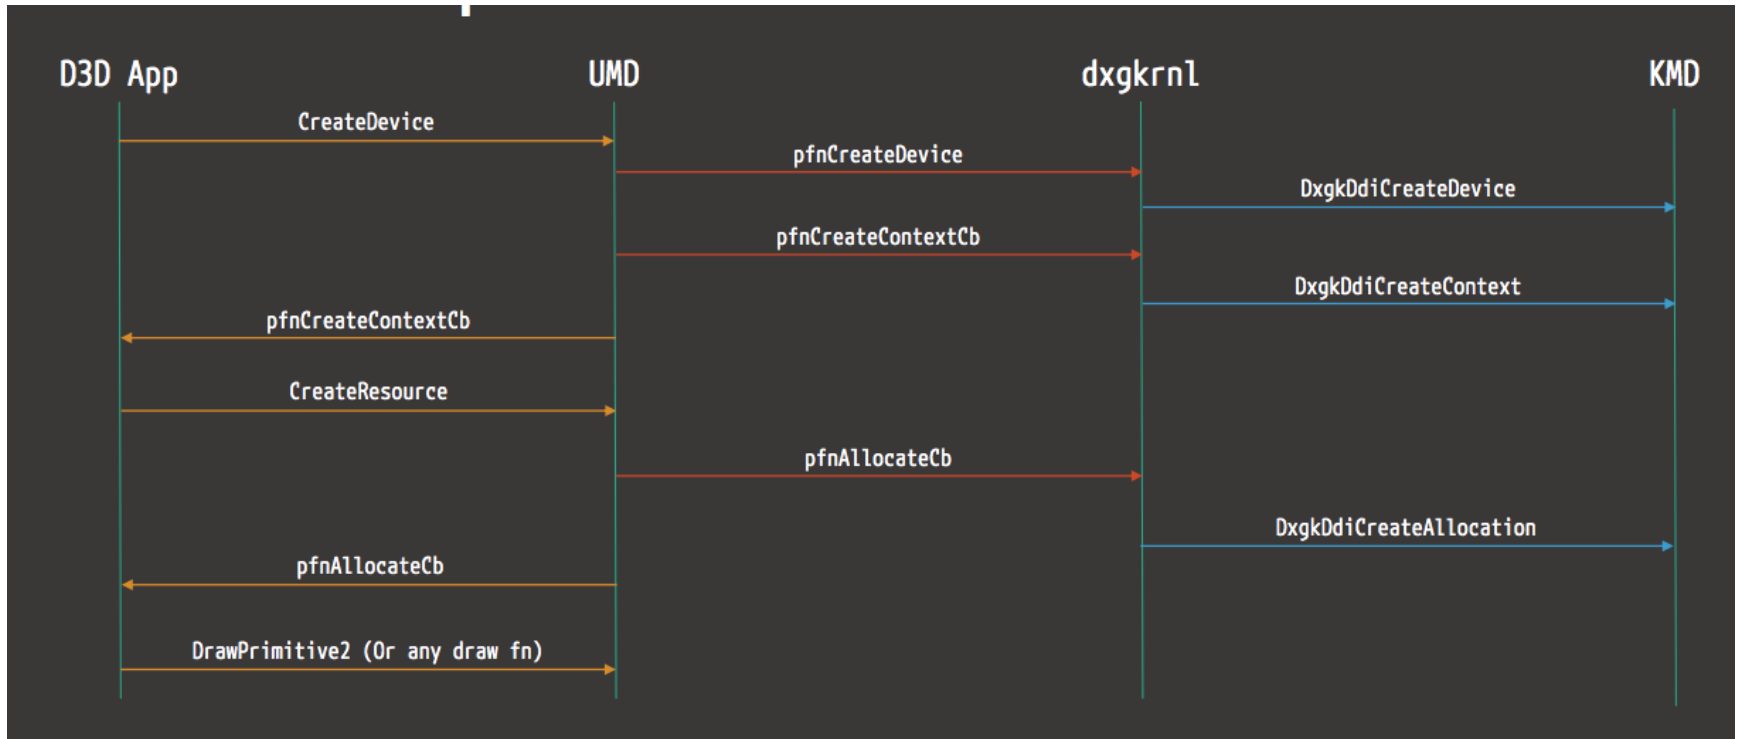 D3D App
UMD
dxgkrnl
KMD
CreateDevice
pfnCreateDevice
DxgkDdiCreateDevice
pfnCreateContextCb
DxgkDdiCreateContext
pfnCreateContextCb
CreateResource
pfnAllocateCb
DxgkDdiCreateAllocation
pfnAllocateCb
DrawPrimitive2 (Or any draw fn)